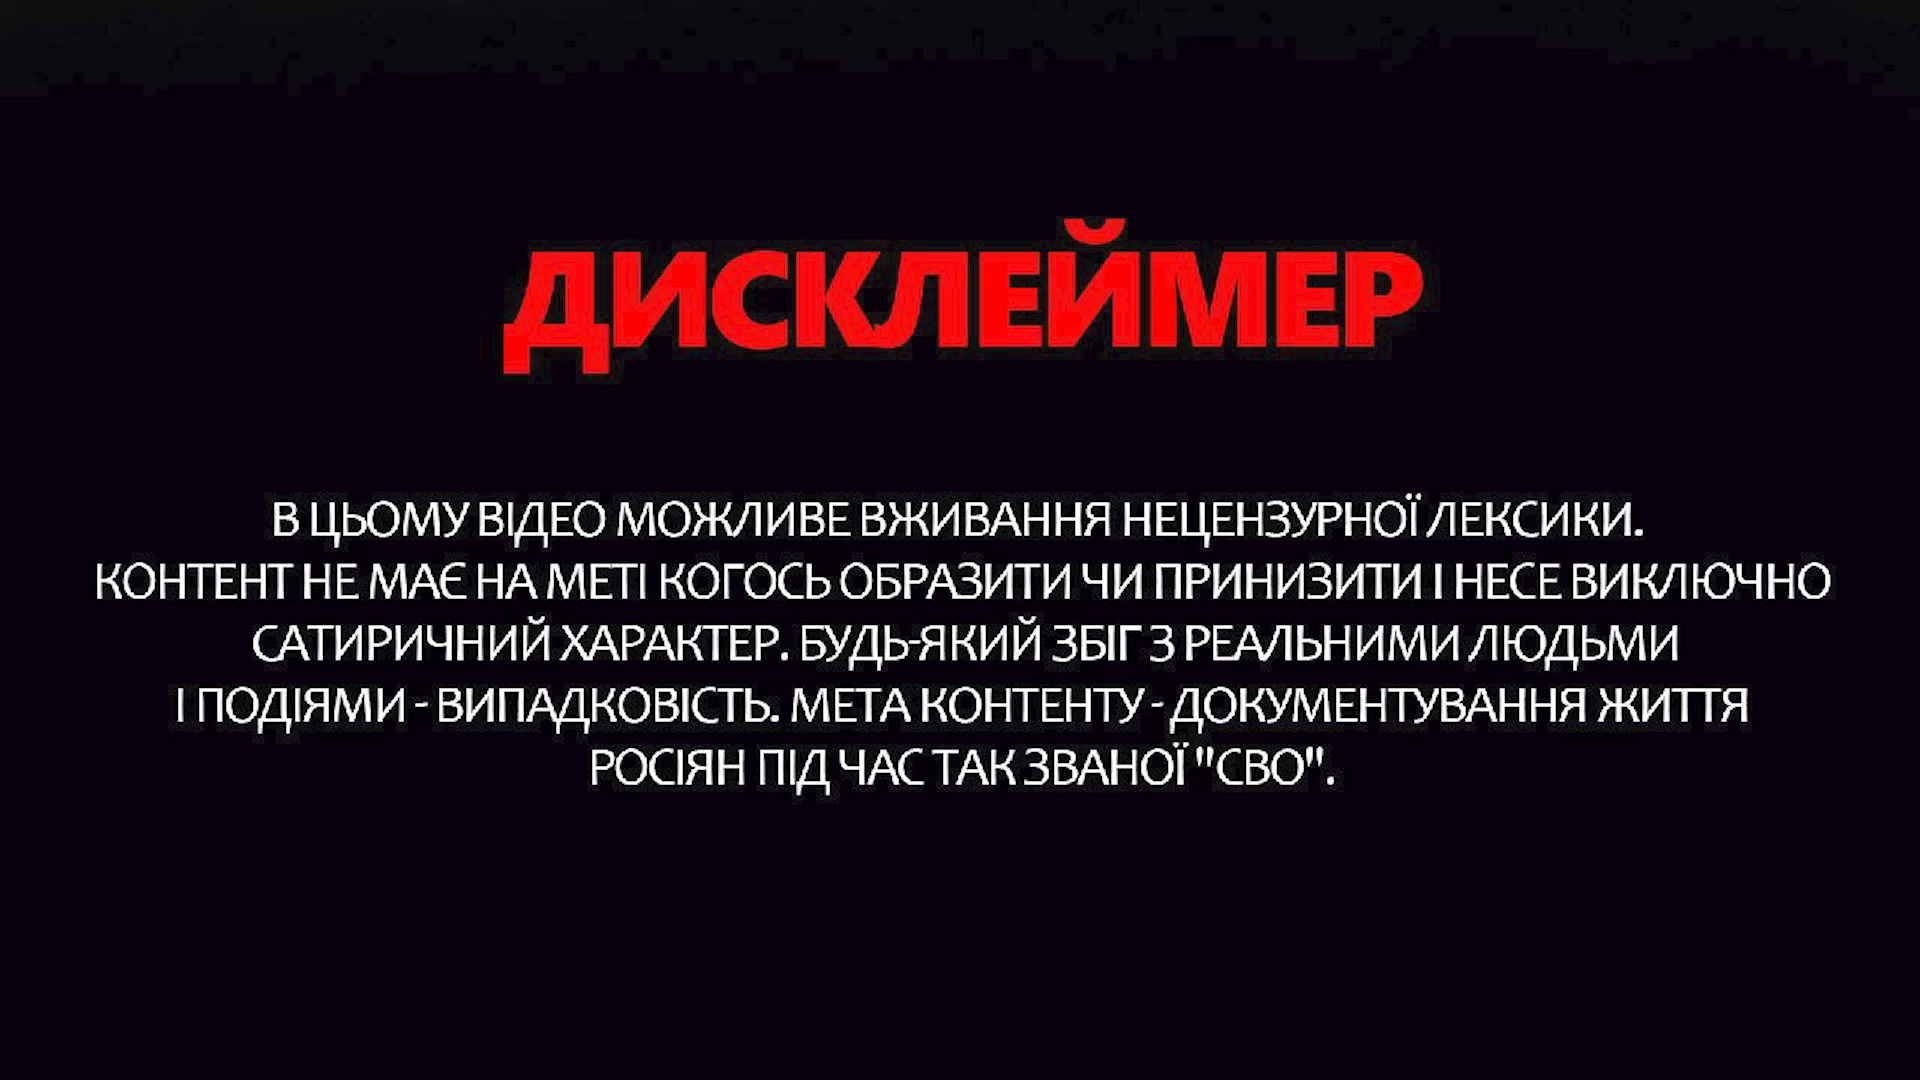 ДИСКЛЕЙМЕР
В ЦЬОМУ ВІДЕО МОЖЛИВЕ ВЖИВАННЯ НЕЦЕНЗУРНОЇ ЛЕКСИКИ.
КОНТЕНТ НЕ МАЄ НА МЕТІ КОГОСЬ ОБРАЗИТИ ЧИ ПРИНИЗИТИ І НЕСЕ ВИКЛЮЧНО
САТИРИЧНИЙ ХАРАКТЕР. БУДЬ-ЯКИЙ ЗБІГ З РЕАЛЬНИМИ ЛЮДЬМИ
І ПОДІЯМИ - ВИПАДКОВІСТЬ. МЕТА КОНТЕНТУ - ДОКУМЕНТУВАННЯ ЖИТТЯ
РОСІЯН ПІД ЧАС ТАК ЗВАНОЇ "СВО".